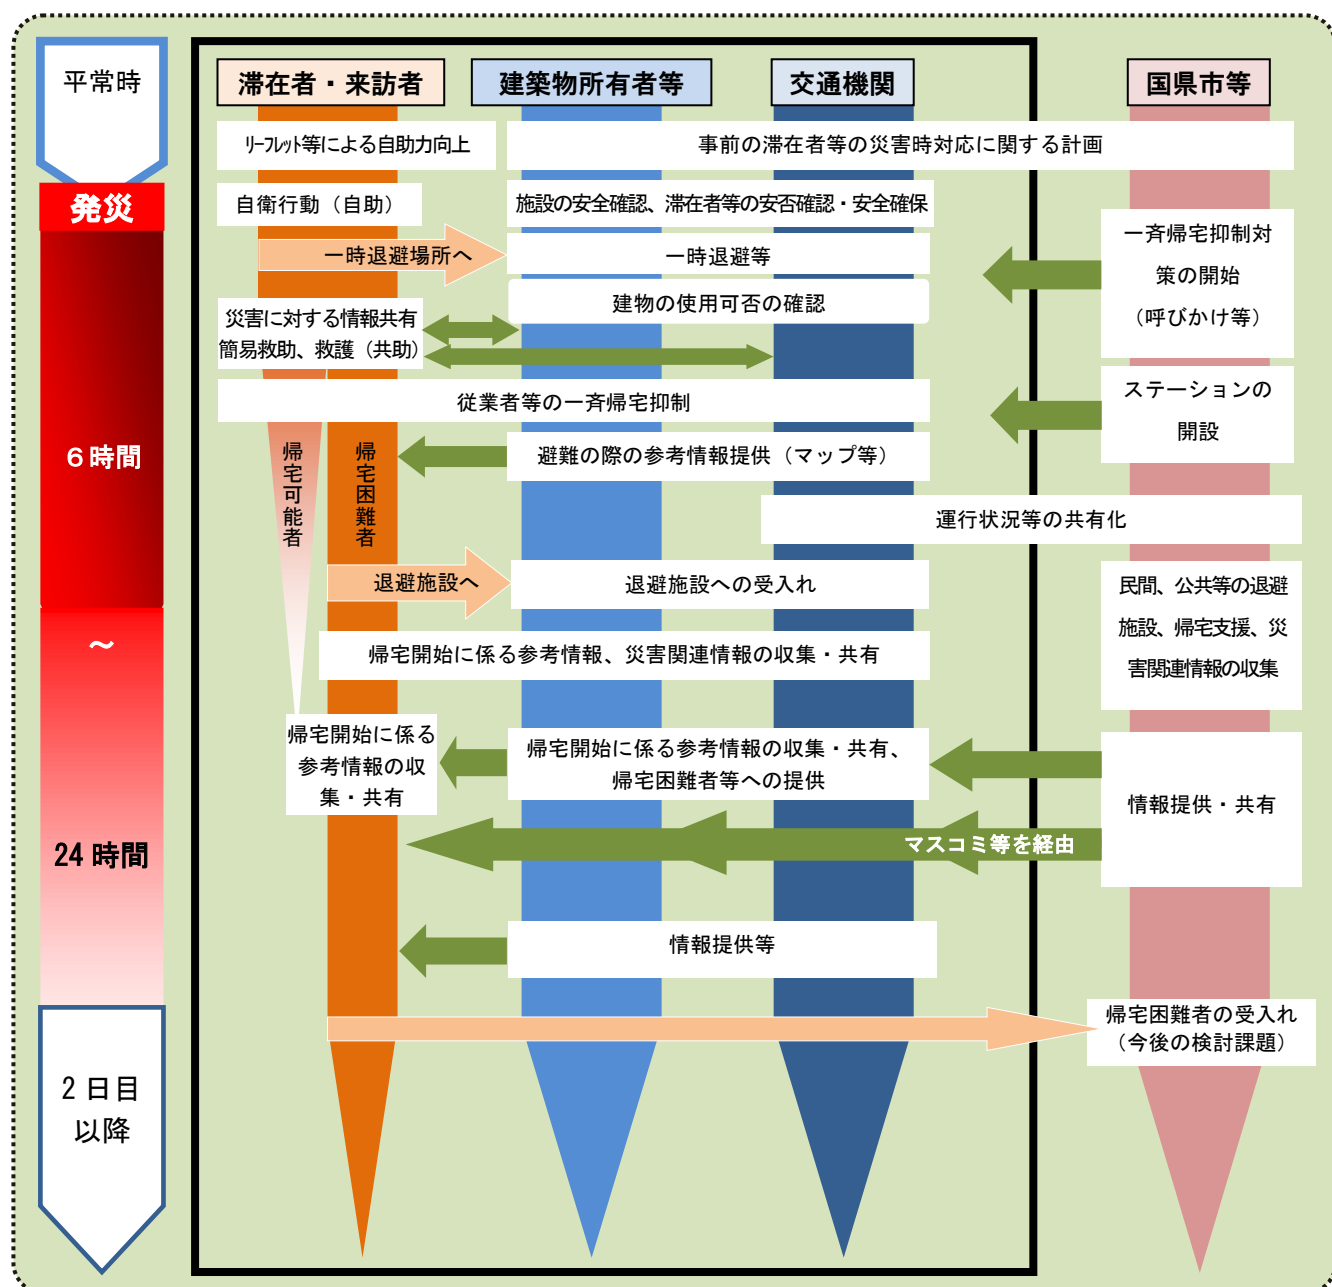 平常時
滞在者・来訪者
建築物所有者等
交通機関
国県市等
リーフレット等による自助力向上
事前の滞在者等の災害時対応に関する計画
発災
自衛行動（自助）
施設の安全確認、滞在者等の安否確認・安全確保
一時退避場所へ
一時退避等
一斉帰宅抑制対
策の開始
（呼びかけ等）
建物の使用可否の確認
災害に対する情報共有
簡易救助、救護（共助）
従業者等の一斉帰宅抑制
ステーションの
開設
６時間
帰宅可能者
帰宅困難者
避難の際の参考情報提供（マップ等）
運行状況等の共有化
退避施設へ
退避施設への受入れ
民間、公共等の退避
施設、帰宅支援、災
害関連情報の収集
～
帰宅開始に係る参考情報、災害関連情報の収集・共有
帰宅開始に係る
参考情報の収
集・共有
帰宅開始に係る参考情報の収集・共有、
帰宅困難者等への提供
情報提供・共有
マスコミ等を経由
24 時間
情報提供等
帰宅困難者の受入れ
（今後の検討課題）
2 日目
以降